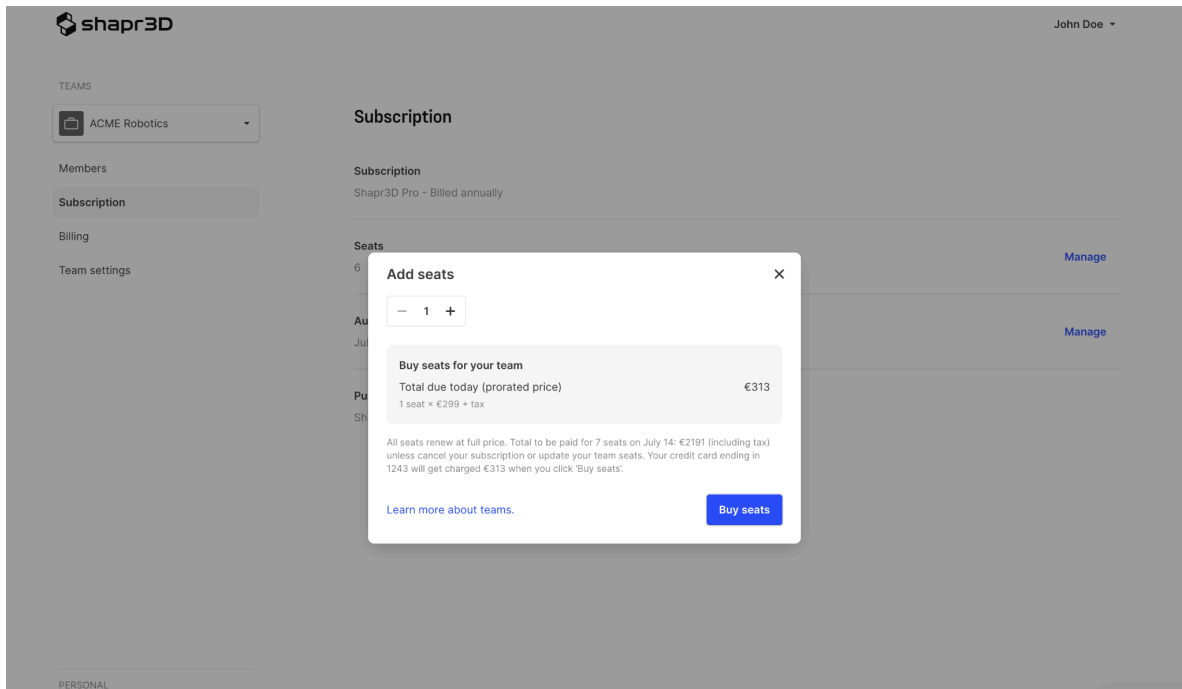 shapr3D
John Doe
TEAMS
ACME Robotics
Members
Subscription
Billing
Team settings
PERSONAL
Subscription
Subscription
Shapr3D Pro - Billed annually
Seats
6
Manage
Au
Jul
Manage
Pu
Sh
Add seats
1
Buy seats for your team
Total due today (prorated price) €313
1 seat × €299 + tax
All seats renew at full price. Total to be paid for 7 seats on July 14: €2191 (including tax)
unless cancel your subscription or update your team seats. Your credit card ending in
1243 will get charged €313 when you click ‘Buy seats’.
Learn more about teams.
Buy seats